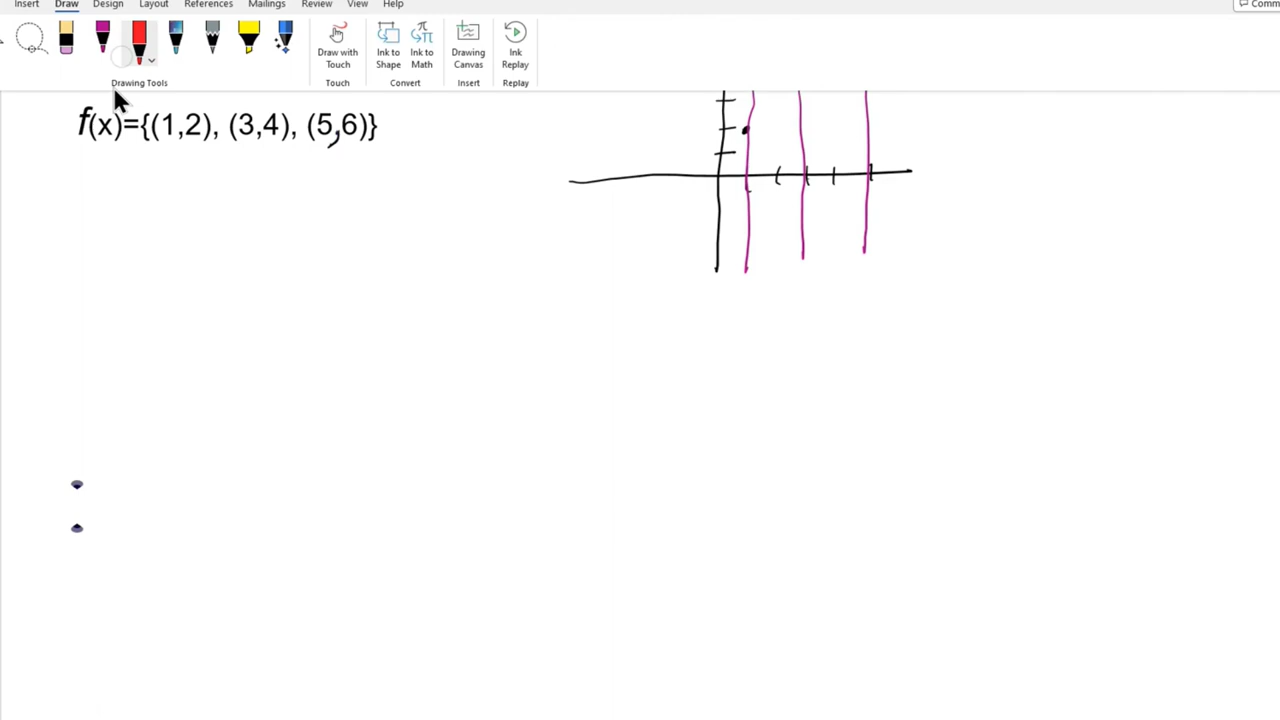 Insert Draw Design Layout References Mailings Review View Help
Draw with Touch
Ink to Shape
Ink to Math
Drawing Canvas
Ink Replay
Drawing Tools Touch Convert Insert Replay
f(x)={(1,2), (3,4), (5,6)}